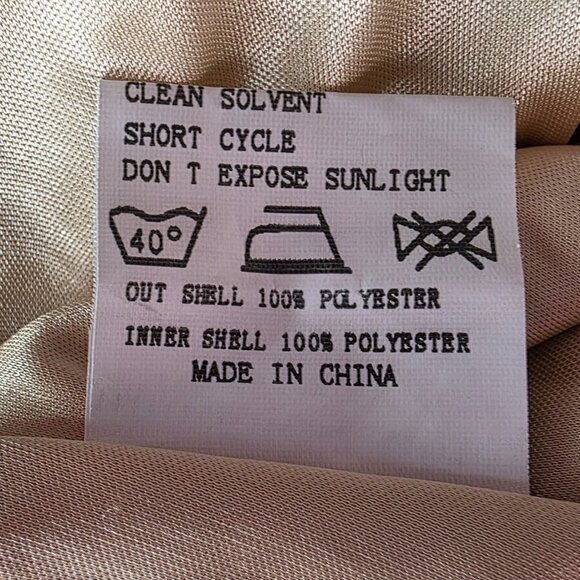 CLEAN SOLVENT
SHORT CYCLE
DON T EXPOSE SUNLIGHT
40°
OUT SHELL 100% POLYESTER
INNER SHELL 100% POLYESTER
MADE IN CHINA